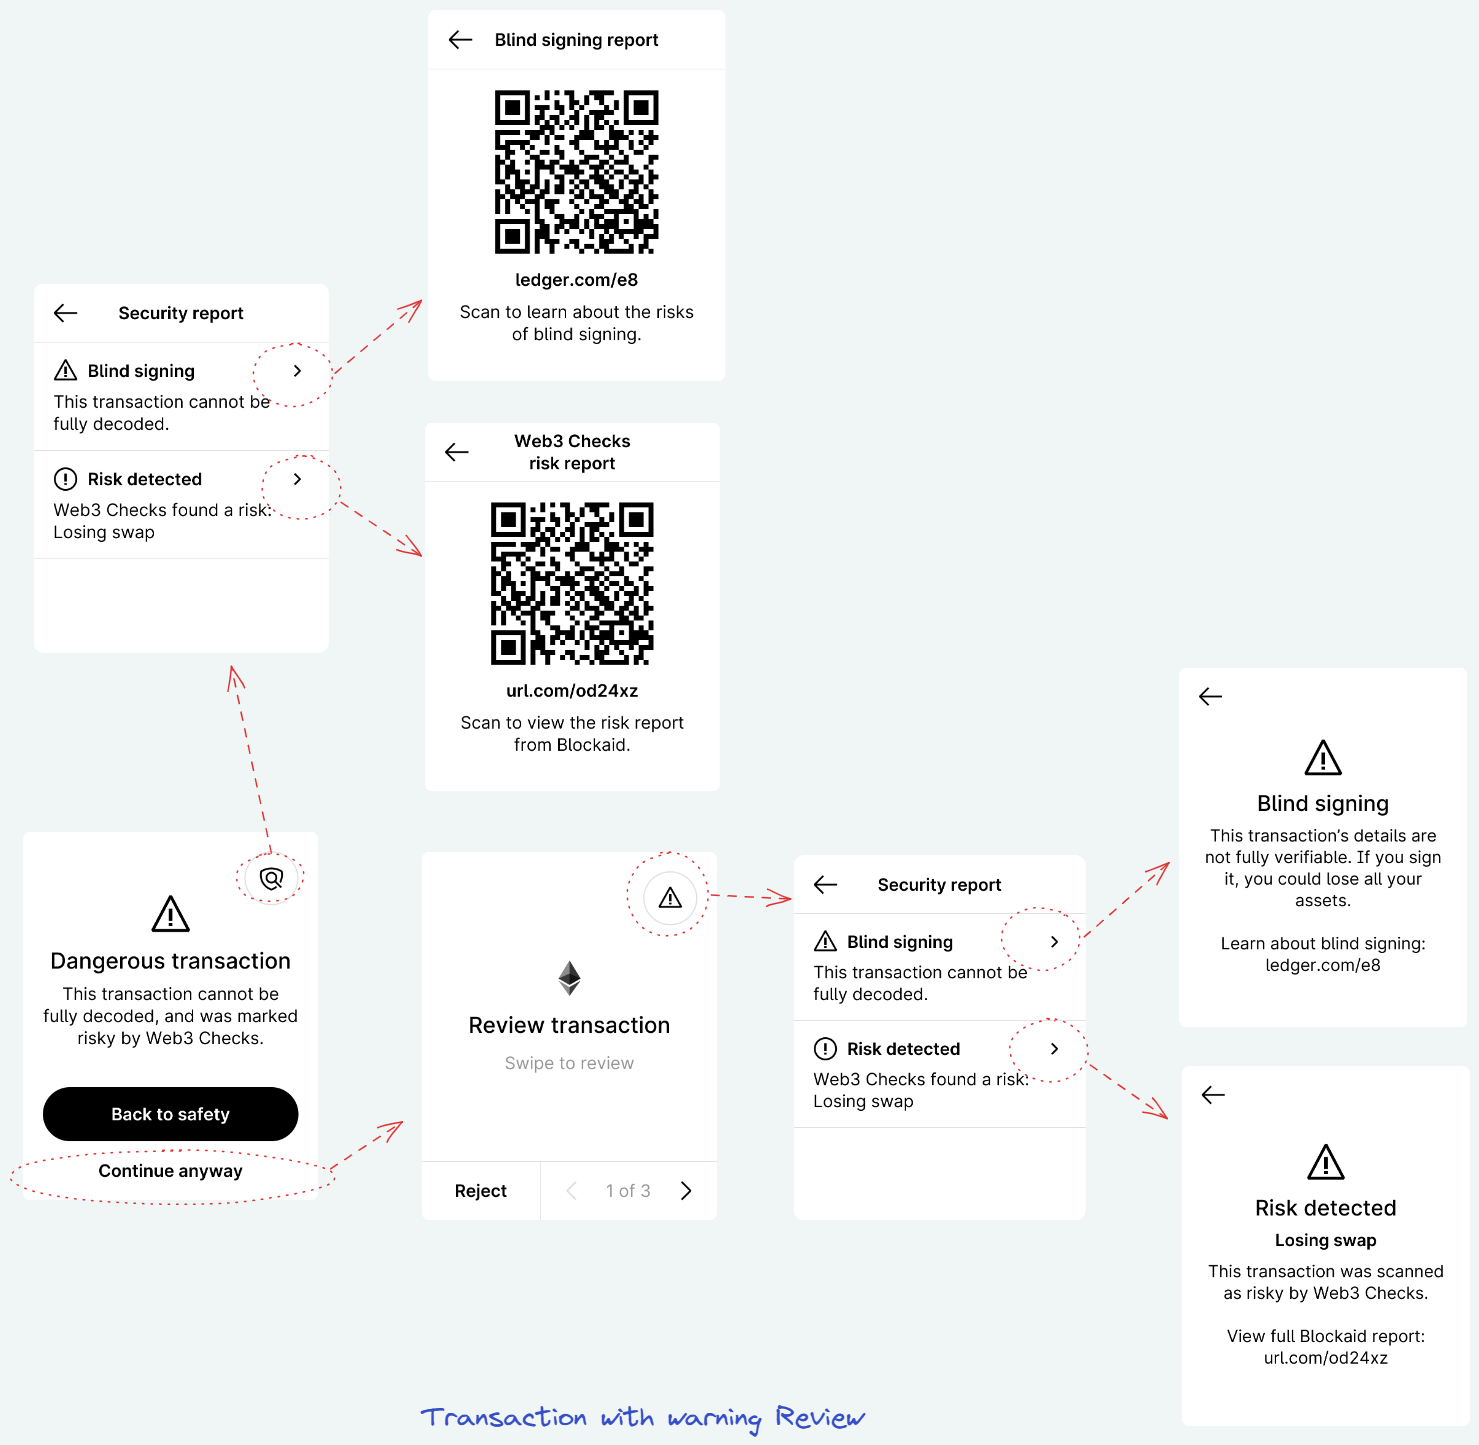 Blind signing report
ledger.com/e8
Scan to learn about the risks
of blind signing.
Security report
Blind signing
This transaction cannot be
fully decoded.
Risk detected
Web3 Checks found a risk:
Losing swap
Web3 Checks
risk report
url.com/od24xz
Scan to view the risk report
from Blockaid.
Dangerous transaction
This transaction cannot be
fully decoded, and was marked
risky by Web3 Checks.
Back to safety
Continue anyway
Review transaction
Swipe to review
Reject
1 of 3
Security report
Blind signing
This transaction cannot be
fully decoded.
Risk detected
Web3 Checks found a risk:
Losing swap
Blind signing
This transaction’s details are
not fully verifiable. If you sign
it, you could lose all your
assets.
Learn about blind signing:
ledger.com/e8
Risk detected
Losing swap
This transaction was scanned
as risky by Web3 Checks.
View full Blockaid report:
url.com/od24xz
Transaction with warning Review